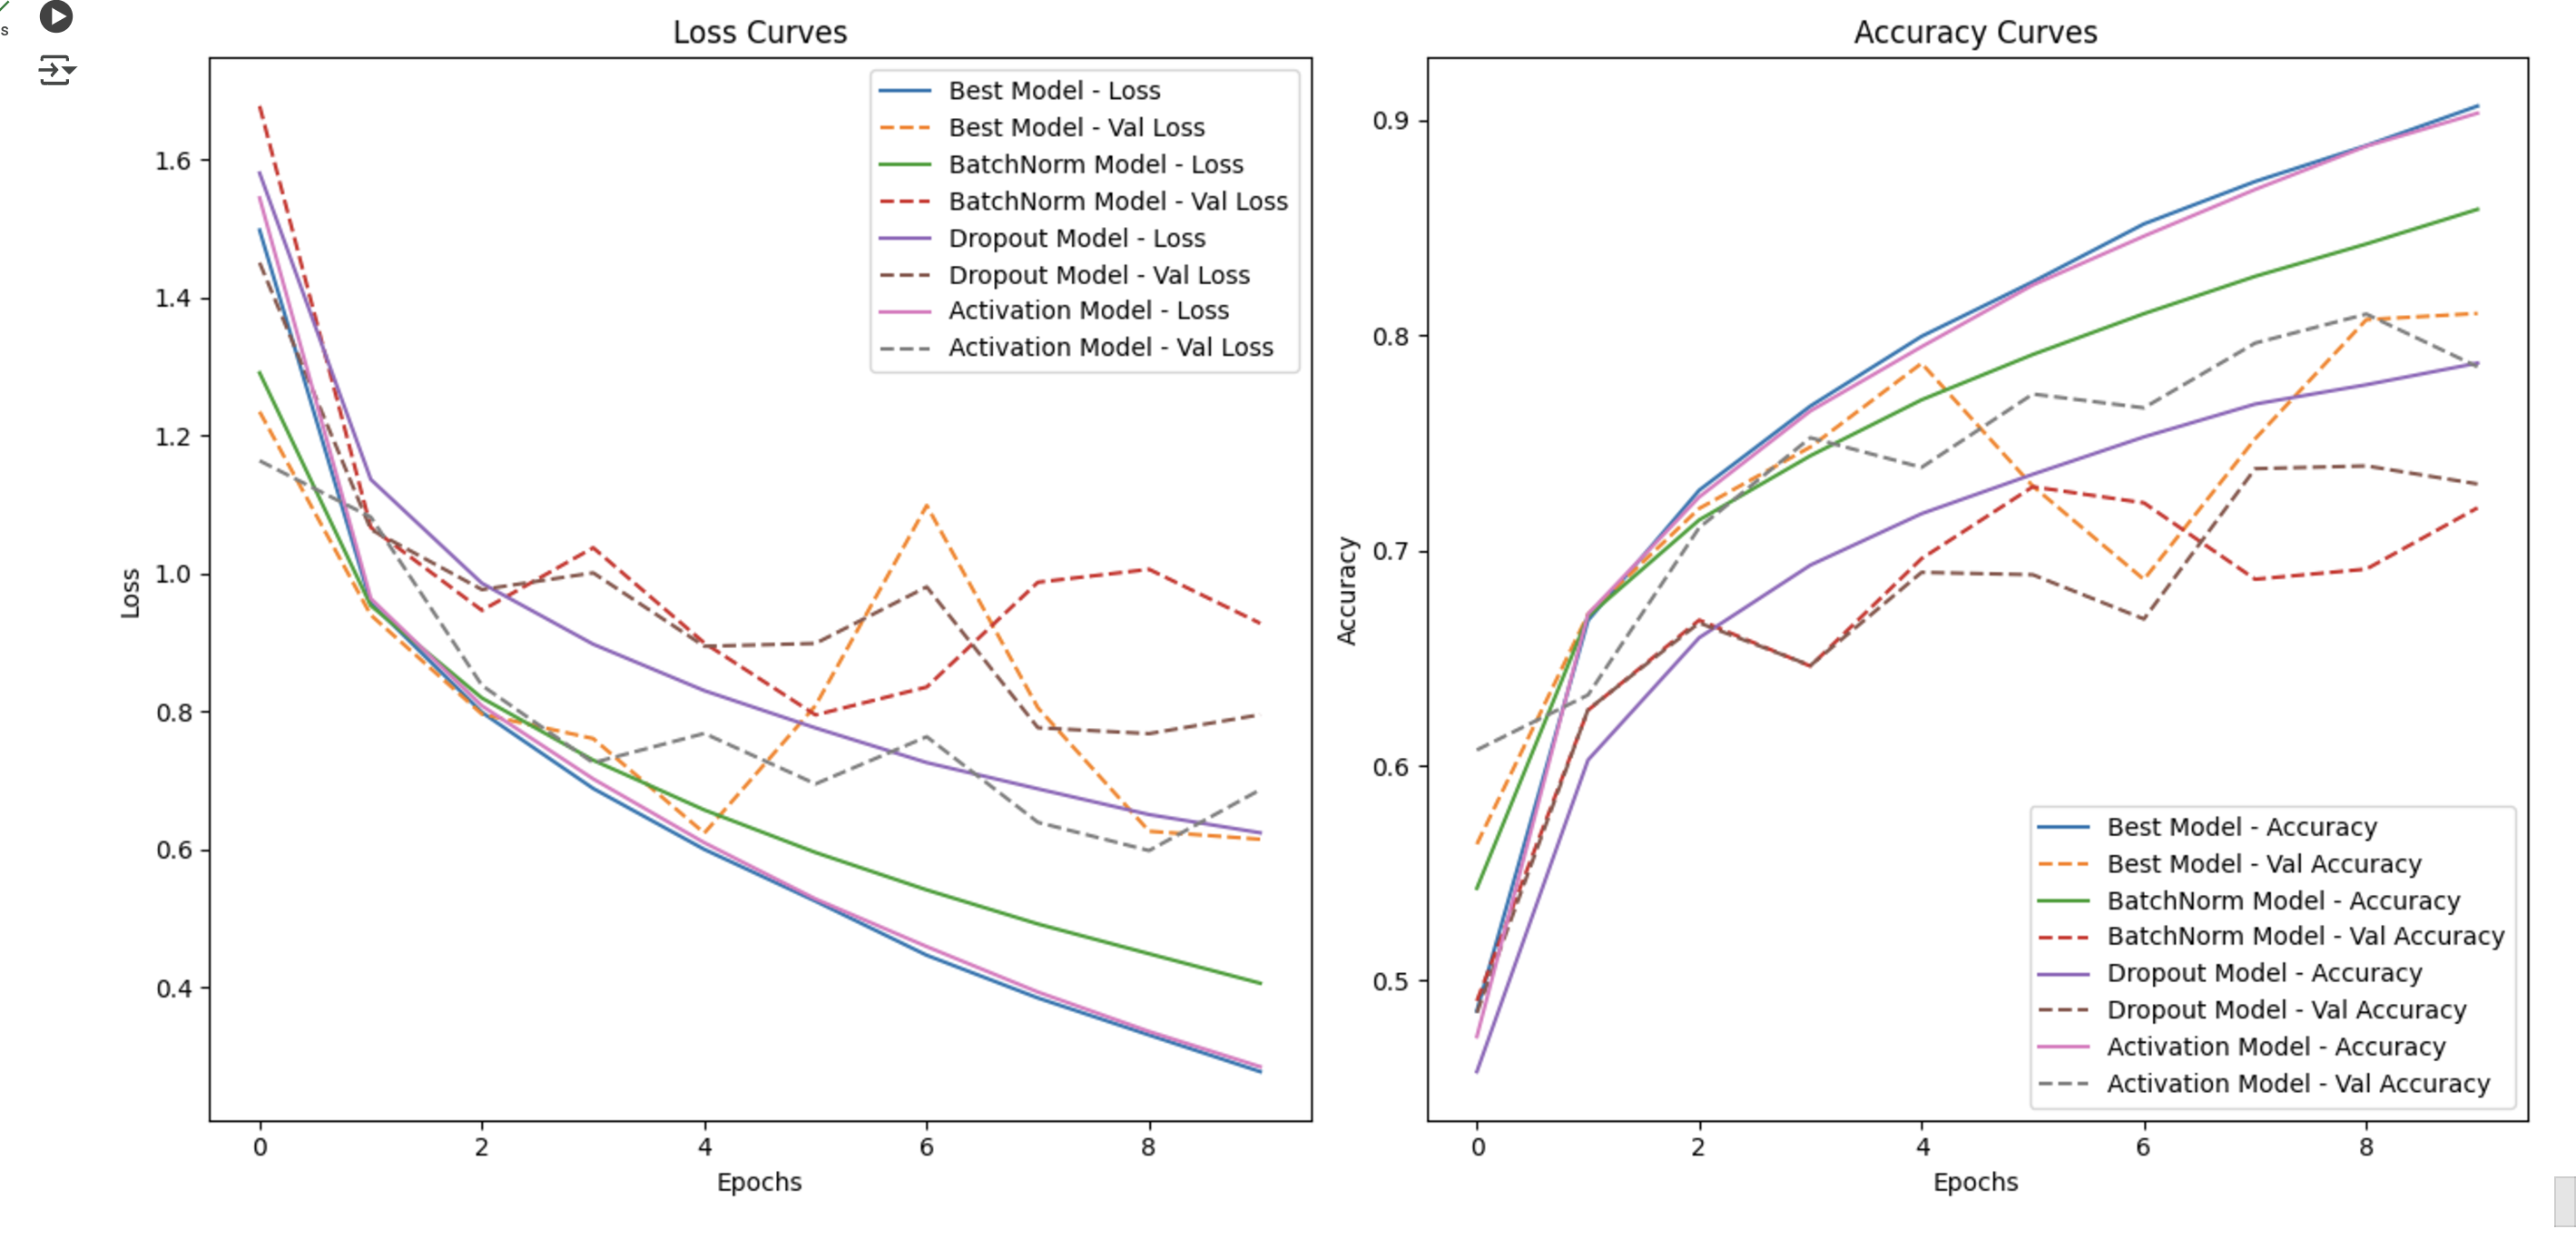 s
Loss Curves
Best Model - Loss
Best Model - Val Loss
BatchNorm Model - Loss
BatchNorm Model - Val Loss
Dropout Model - Loss
Dropout Model - Val Loss
Activation Model - Loss
Activation Model - Val Loss
1.6
1.4
1.2
1.0
0.8
0.6
0.4
Loss
0 2 4 6 8
Epochs
Accuracy Curves
0.9
0.8
0.7
0.6
0.5
Accuracy
Best Model - Accuracy
Best Model - Val Accuracy
BatchNorm Model - Accuracy
BatchNorm Model - Val Accuracy
Dropout Model - Accuracy
Dropout Model - Val Accuracy
Activation Model - Accuracy
Activation Model - Val Accuracy
0 2 4 6 8
Epochs